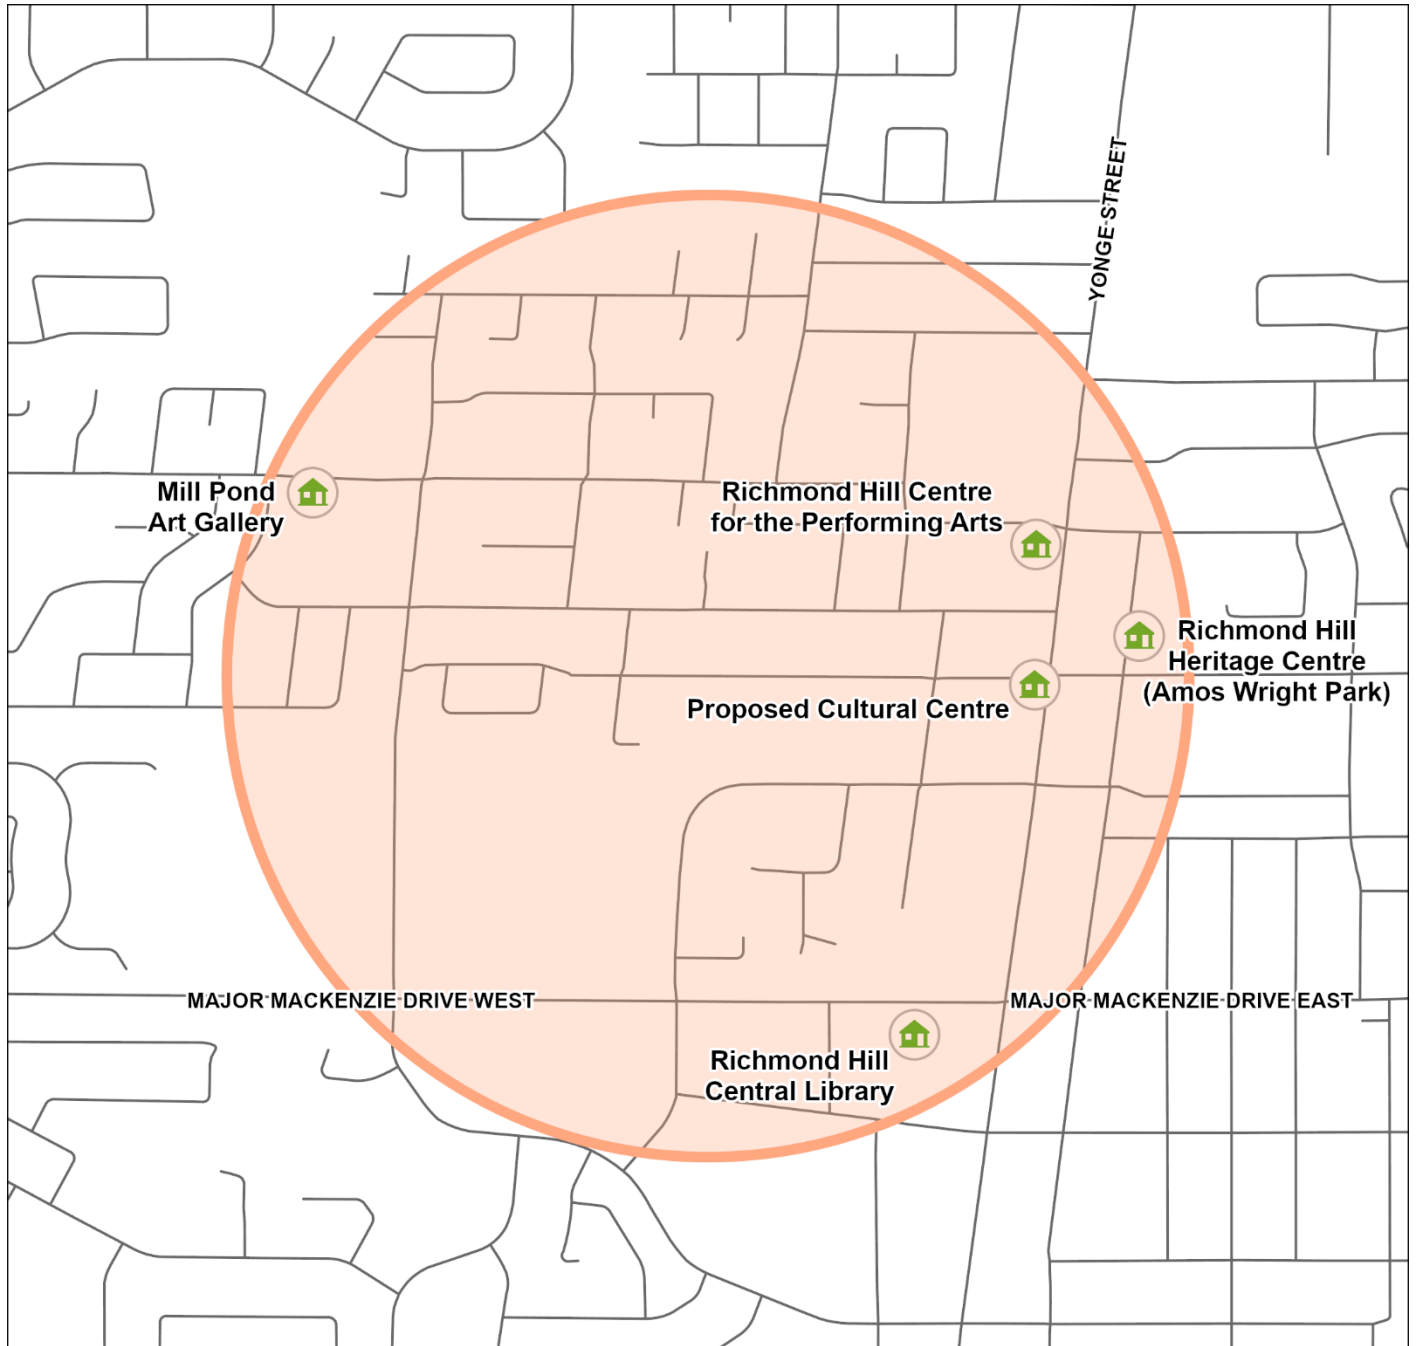 YONGE STREET
Mill Pond
Art Gallery
Richmond Hill Centre
for the Performing Arts
Richmond Hill
Heritage Centre
(Amos Wright Park)
Proposed Cultural Centre
MAJOR MACKENZIE DRIVE WEST
MAJOR MACKENZIE DRIVE EAST
Richmond Hill
Central Library